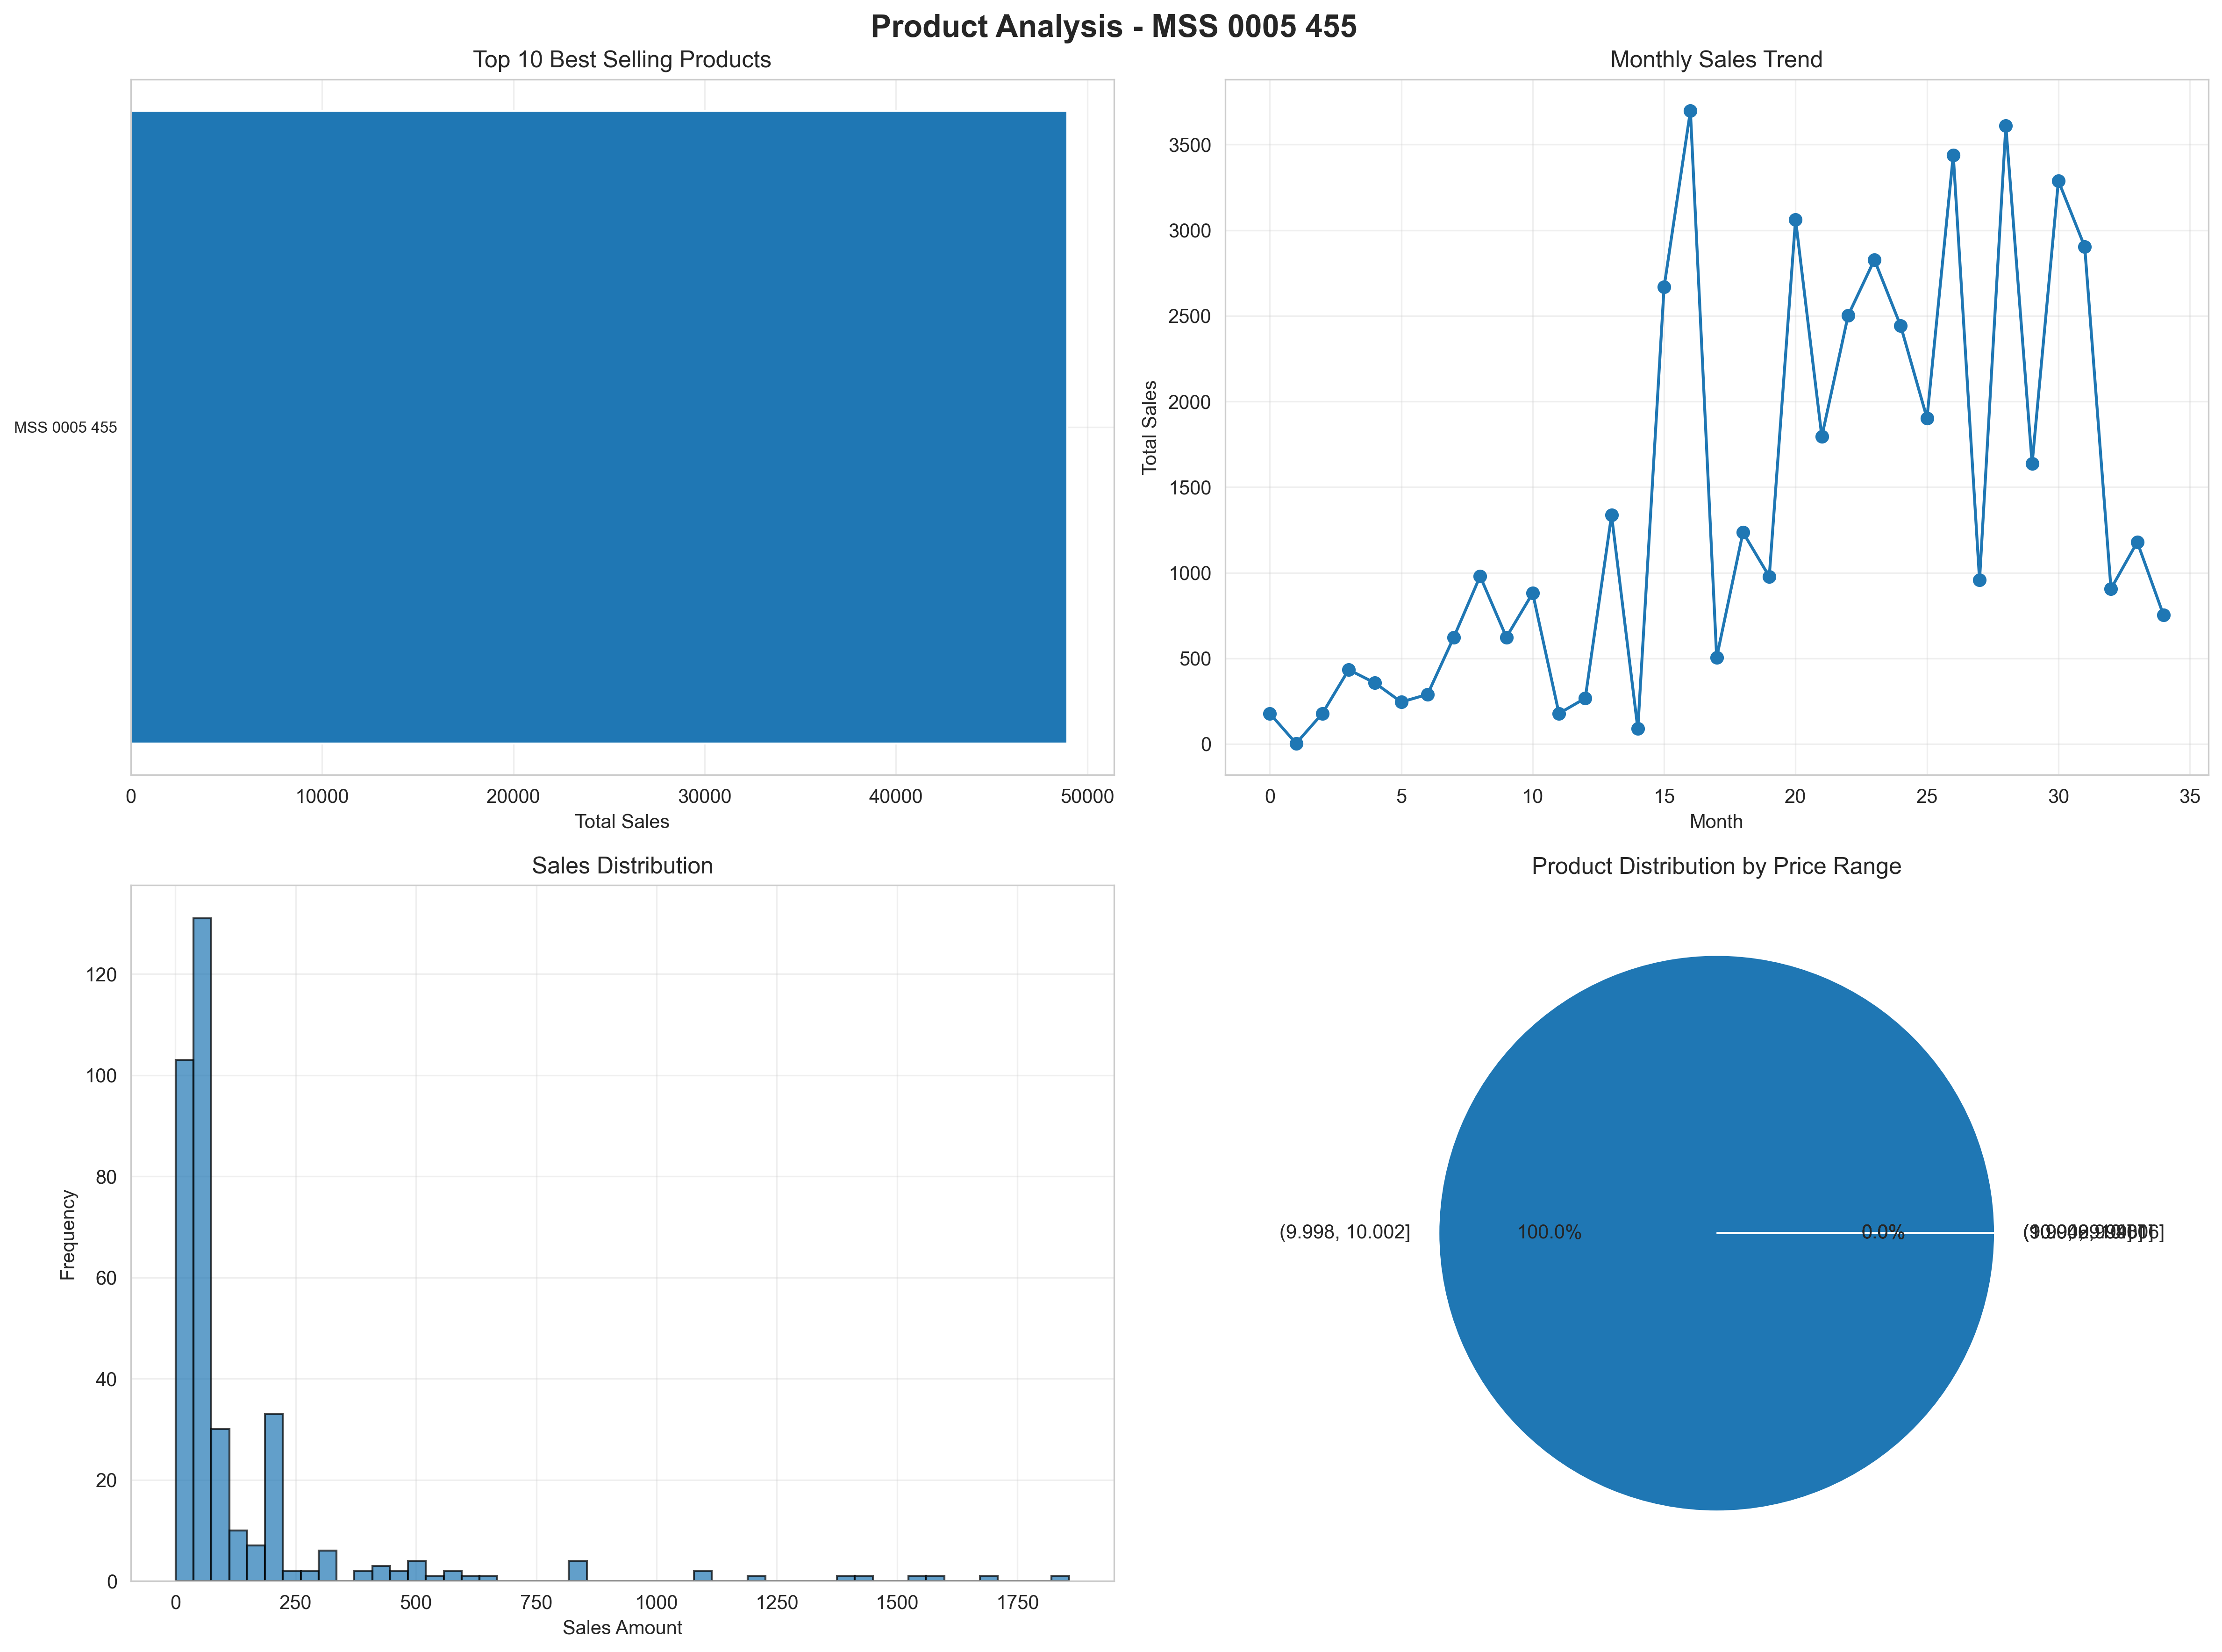 Product Analysis - MSS 0005 455
Top 10 Best Selling Products
MSS 0005 455
0 10000 20000 30000 40000 50000
Total Sales
Monthly Sales Trend
Total Sales
3500
3000
2500
2000
1500
1000
500
0
0 5 10 15 20 25 30 35
Month
Sales Distribution
Frequency
120
100
80
60
40
20
0
0 250 500 750 1000 1250 1500 1750
Sales Amount
Product Distribution by Price Range
(9.998, 10.002]
100.0%
0.0%